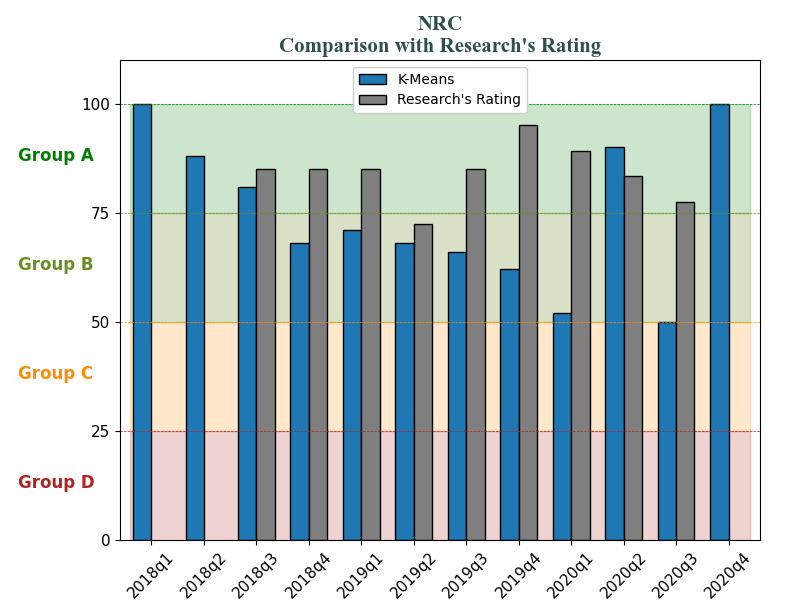 NRC
Comparison with Research's Rating
K-Means
Research's Rating
100
Group A
75
Group B
50
Group C
25
Group D
0
2018q1
2018q2
2018q3
2018q4
2019q1
2019q2
2019q3
2019q4
2020q1
2020q2
2020q3
2020q4